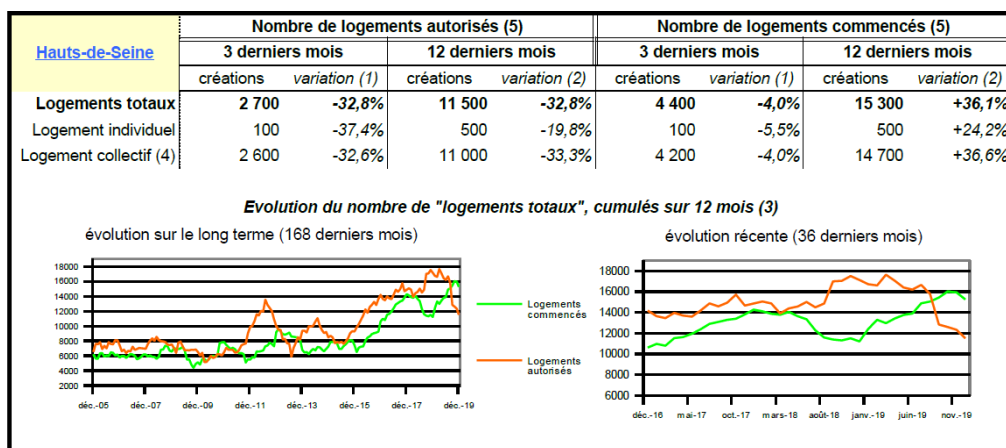 Hauts-de-Seine
Nombre de logements autorisés (5) Nombre de logements commencés (5)
3 derniers mois 12 derniers mois 3 derniers mois 12 derniers mois
créations variation (1) créations variation (2) créations variation (1) créations variation (2)
Logements totaux 2 700 -32,8% 11 500 -32,8% 4 400 -4,0% 15 300 +36,1%
Logement individuel 100 -37,4% 500 -19,8% 100 -5,5% 500 +24,2%
Logement collectif (4) 2 600 -32,6% 11 000 -33,3% 4 200 -4,0% 14 700 +36,6%
Evolution du nombre de "logements totaux", cumulés sur 12 mois (3)
évolution sur le long terme (168 derniers mois)
18000
16000
14000
12000
10000
8000
6000
4000
2000
déc.-05 déc.-07 déc.-09 déc.-11 déc.-13 déc.-15 déc.-17 déc.-19
Logements
commencés
Logements
autorisés
évolution récente (36 derniers mois)
18000
16000
14000
12000
10000
8000
6000
déc.-16 mai-17 oct.-17 mars-18 août-18 janv.-19 juin-19 nov.-19